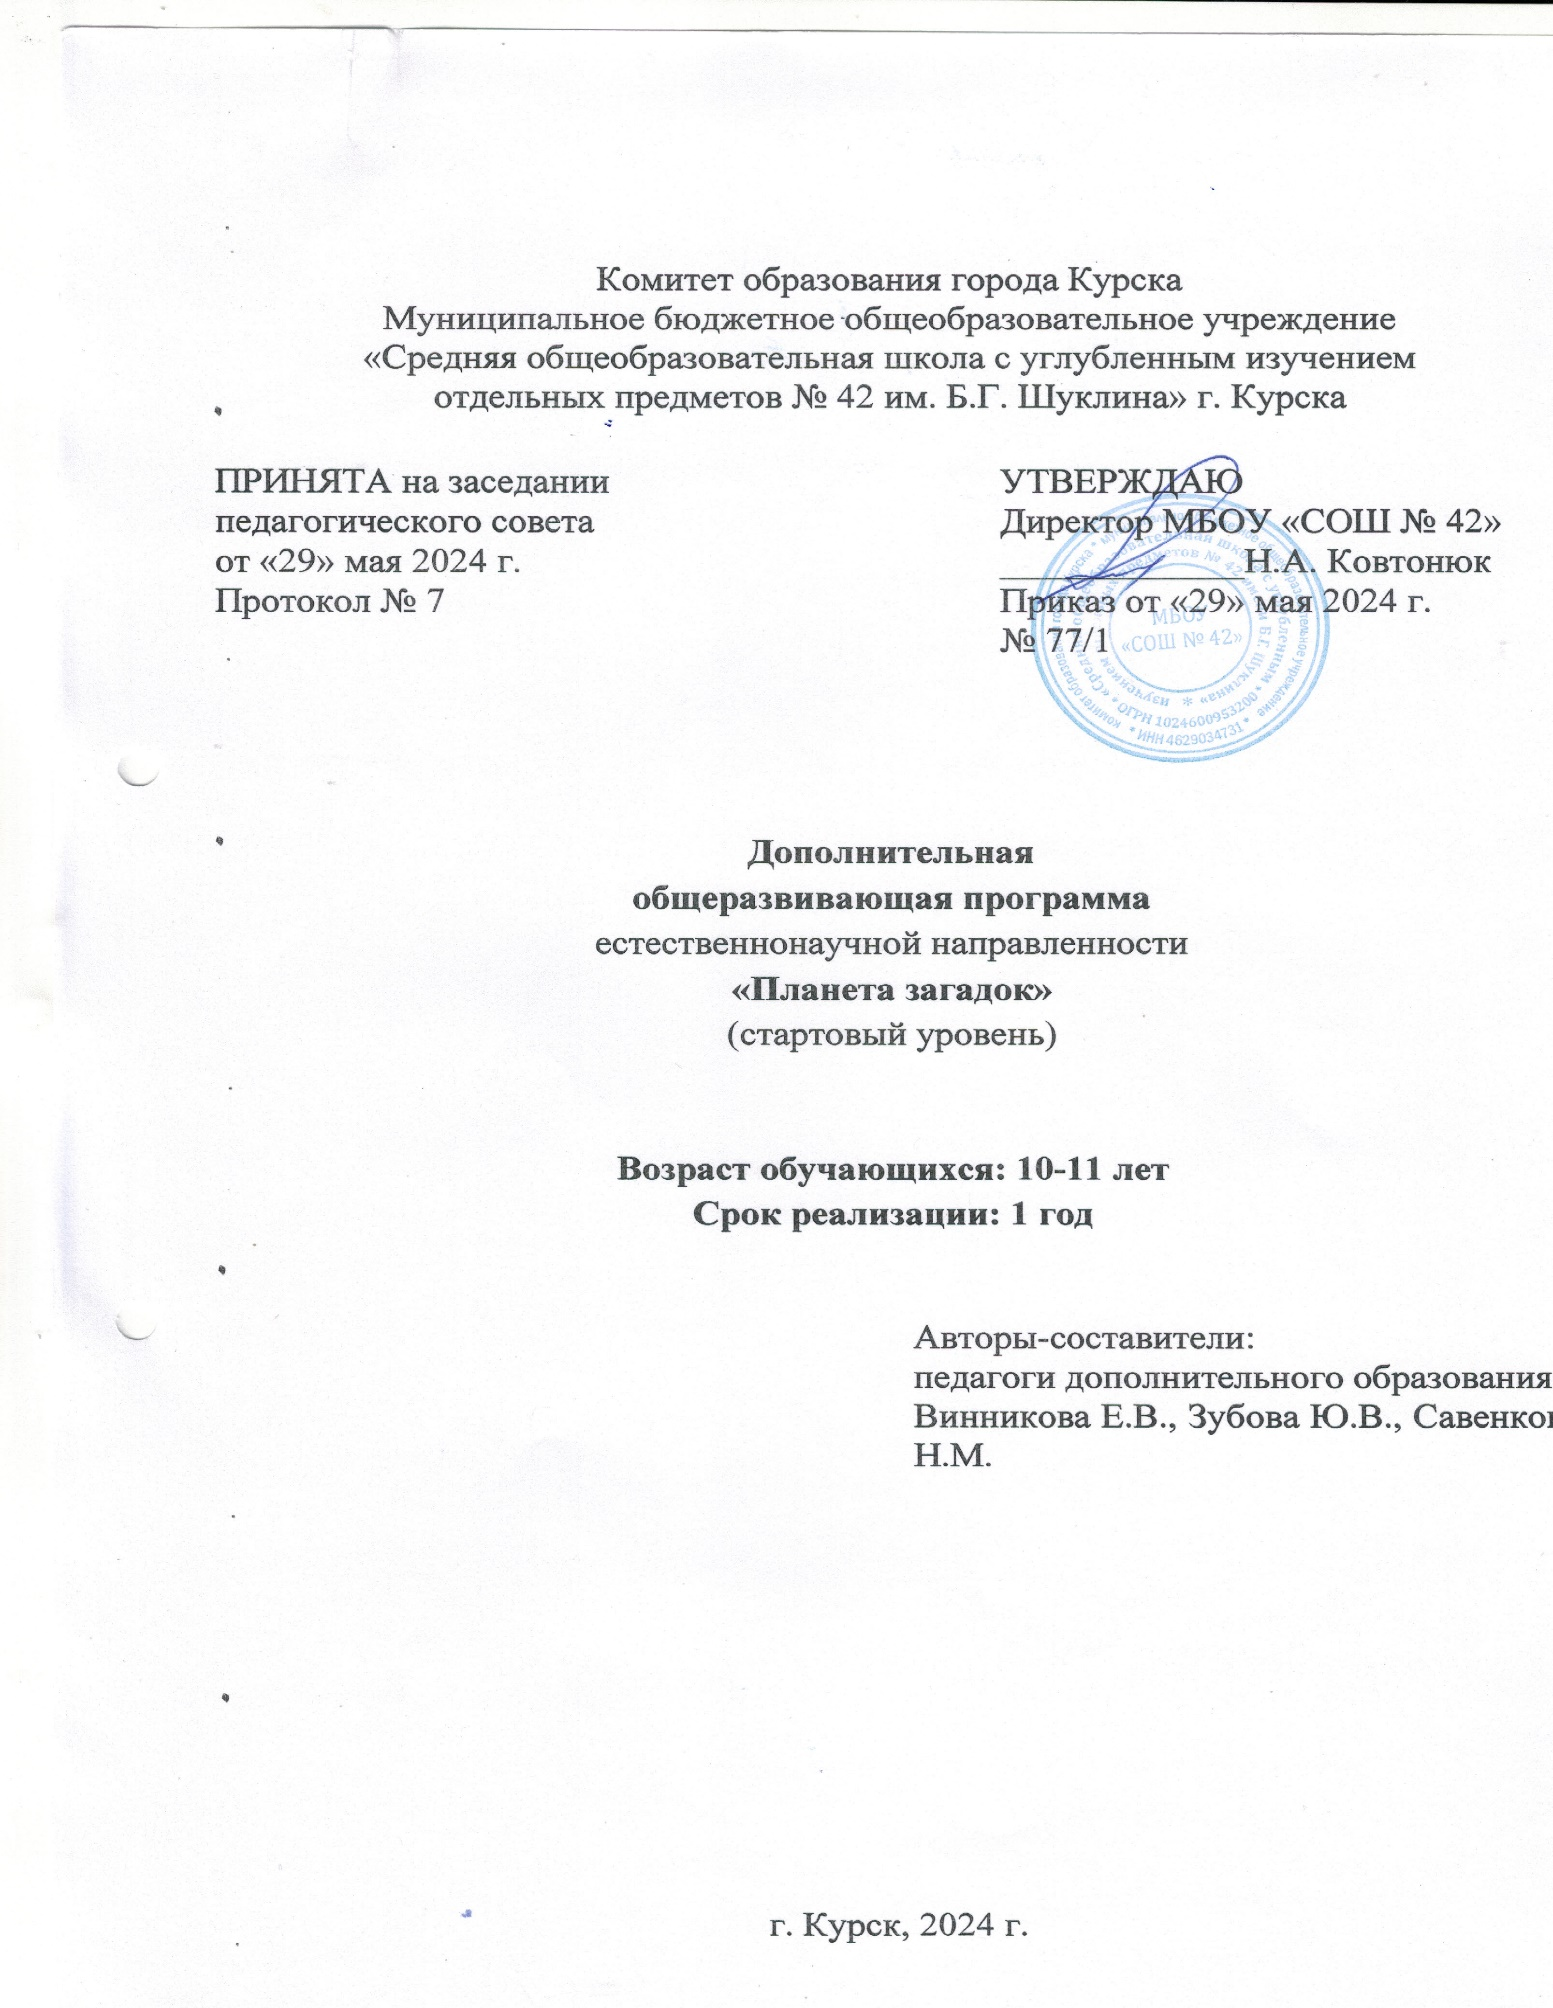 Комитет образования города Курска
Муниципальное бюджетное общеобразовательное учреждение
«Средняя общеобразовательная школа с углубленным изучением
отдельных предметов № 42 им. Б.Г. Шуклина» г. Курска
ПРИНЯТА на заседании
педагогического совета
от «29» мая 2024 г.
Протокол № 7
УТВЕРЖДАЮ
Директор МБОУ «СОШ № 42»
______________Н.А. Ковтонюк
Приказ от «29» мая 2024 г.
№ 77/1
МБОУ
«СОШ № 42»
* ОГРН 1024600953200 *
* ИНН 4629034731 *
Дополнительная
общеразвивающая программа
естественнонаучной направленности
«Планета загадок»
(стартовый уровень)
Возраст обучающихся: 10-11 лет
Срок реализации: 1 год
Авторы-составители:
педагоги дополнительного образования
Винникова Е.В., Зубова Ю.В.,
Н.М.
г. Курск, 2024 г.